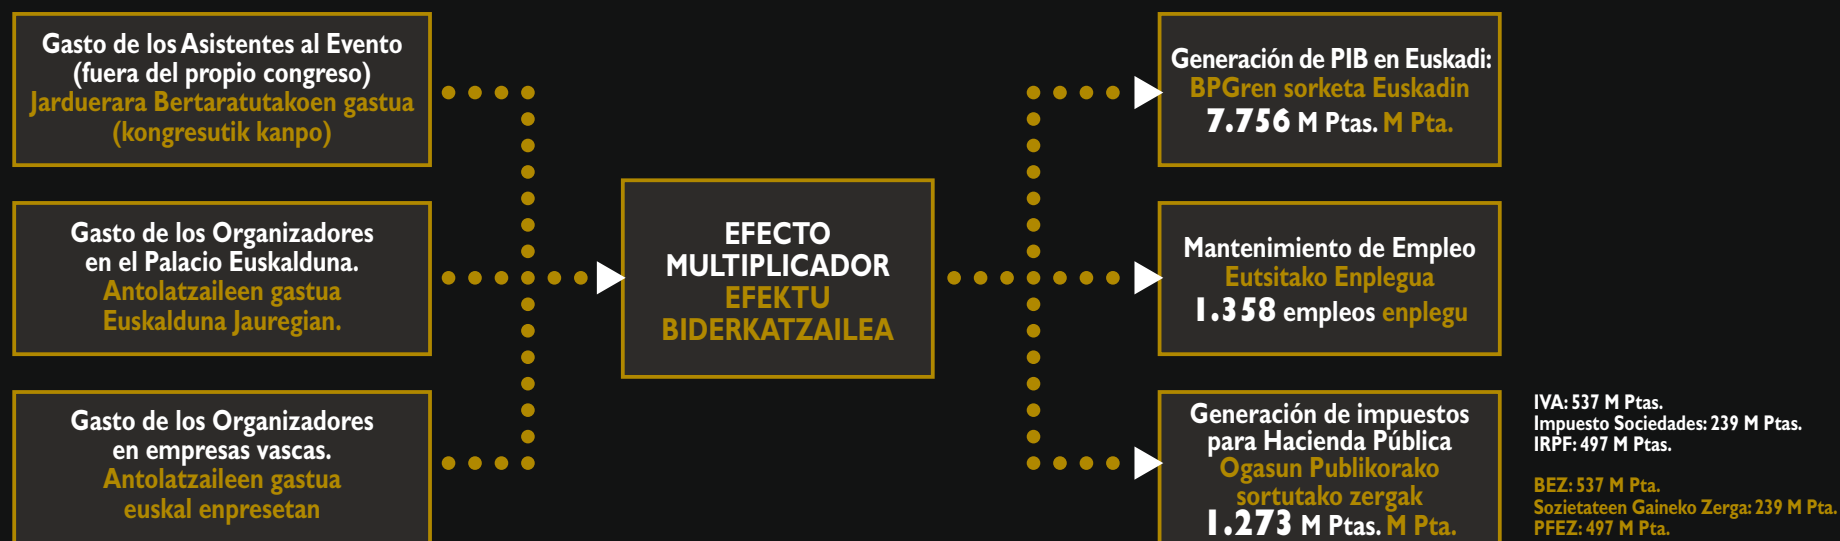 Gasto de los Asistentes al Evento
(fuera del propio congreso)
Jarduerara Bertaratutakoen gastua
(kongresutik kanpo)
Gasto de los Organizadores
en el Palacio Euskalduna.
Antolatzaileen gastua
Euskalduna Jauregian.
Gasto de los Organizadores
en empresas vascas.
Antolatzaileen gastua
euskal enpresetan
EFECTO
MULTIPLICADOR
EFEKTU
BIDERKATZAILEA
Generación de PIB en Euskadi:
BPGren sorketa Euskadin
7.756 M Ptas. M Pta.
Mantenimiento de Empleo
Eutsitako Enplegua
1.358 empleos enplegu
Generación de impuestos
para Hacienda Pública
Ogasun Publikorako
sortutako zergak
1.273 M Ptas. M Pta.
IVA: 537 M Ptas.
Impuesto Sociedades: 239 M Ptas.
IRPF: 497 M Ptas.
BEZ: 537 M Pta.
Sozietateen Gaineko Zerga: 239 M Pta.
PFEZ: 497 M Pta.